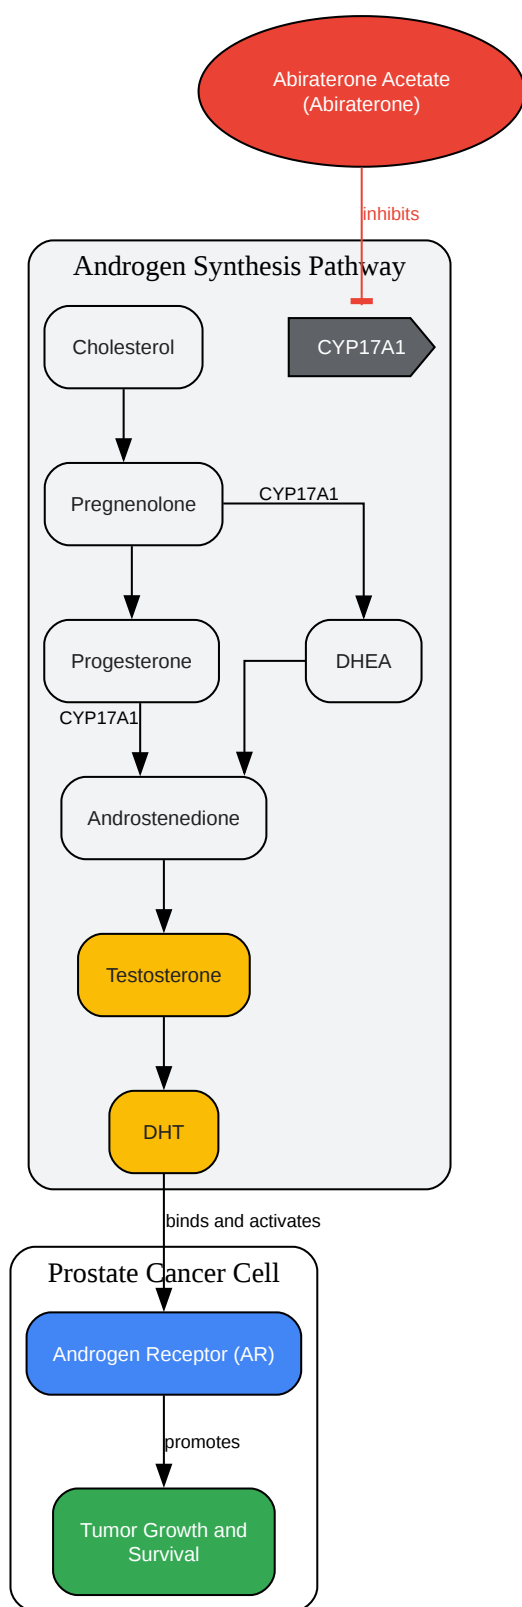 Abiraterone Acetate
(Abiraterone)
inhibits
Androgen Synthesis Pathway
Cholesterol
CYP17A1
Pregnenolone
CYP17A1
Progesterone
DHEA
CYP17A1
Androstenedione
Testosterone
DHT
binds and activates
Prostate Cancer Cell
Androgen Receptor (AR)
promotes
Tumor Growth and
Survival